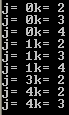 j= 0k= 2
j= 0k= 3
j= 0k= 4
j= 1k= 2
j= 1k= 3
j= 1k= 4
j= 3k= 2
j= 4k= 2
j= 4k= 3